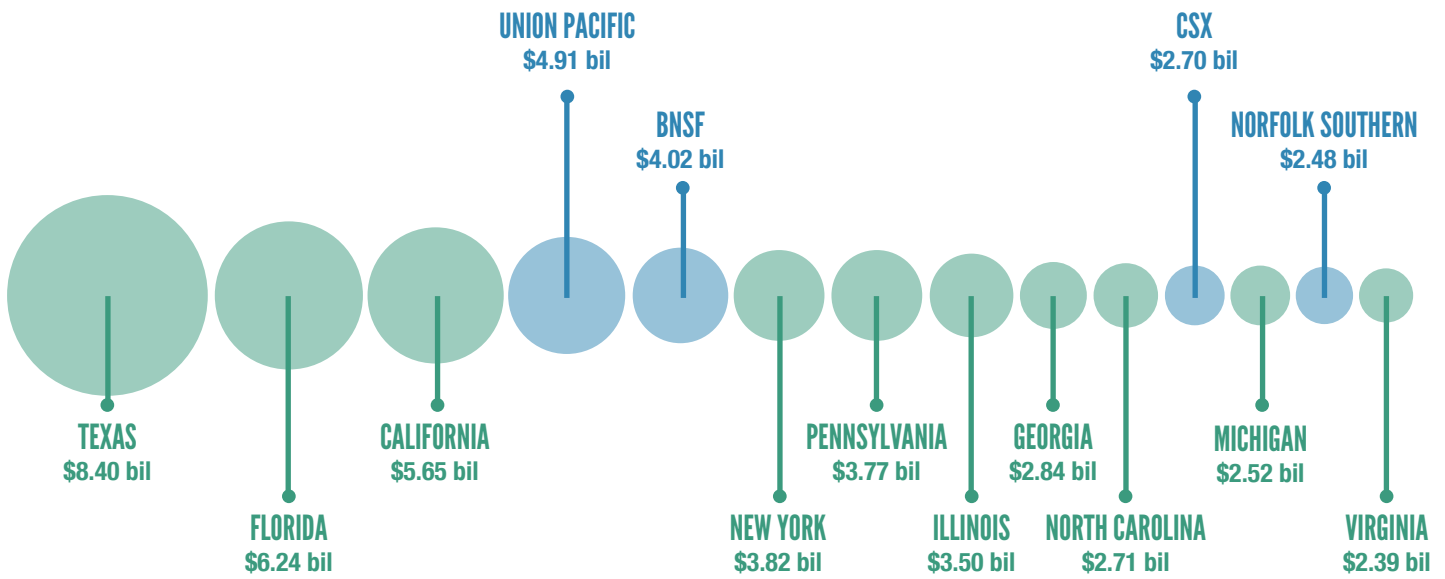 UNION PACIFIC
$4.91 bil
CSX
$2.70 bil
BNSF
$4.02 bil
NORFOLK SOUTHERN
$2.48 bil
TEXAS
$8.40 bil
CALIFORNIA
$5.65 bil
PENNSYLVANIA
$3.77 bil
GEORGIA
$2.84 bil
MICHIGAN
$2.52 bil
FLORIDA
$6.24 bil
NEW YORK
$3.82 bil
ILLINOIS
$3.50 bil
NORTH CAROLINA
$2.71 bil
VIRGINIA
$2.39 bil